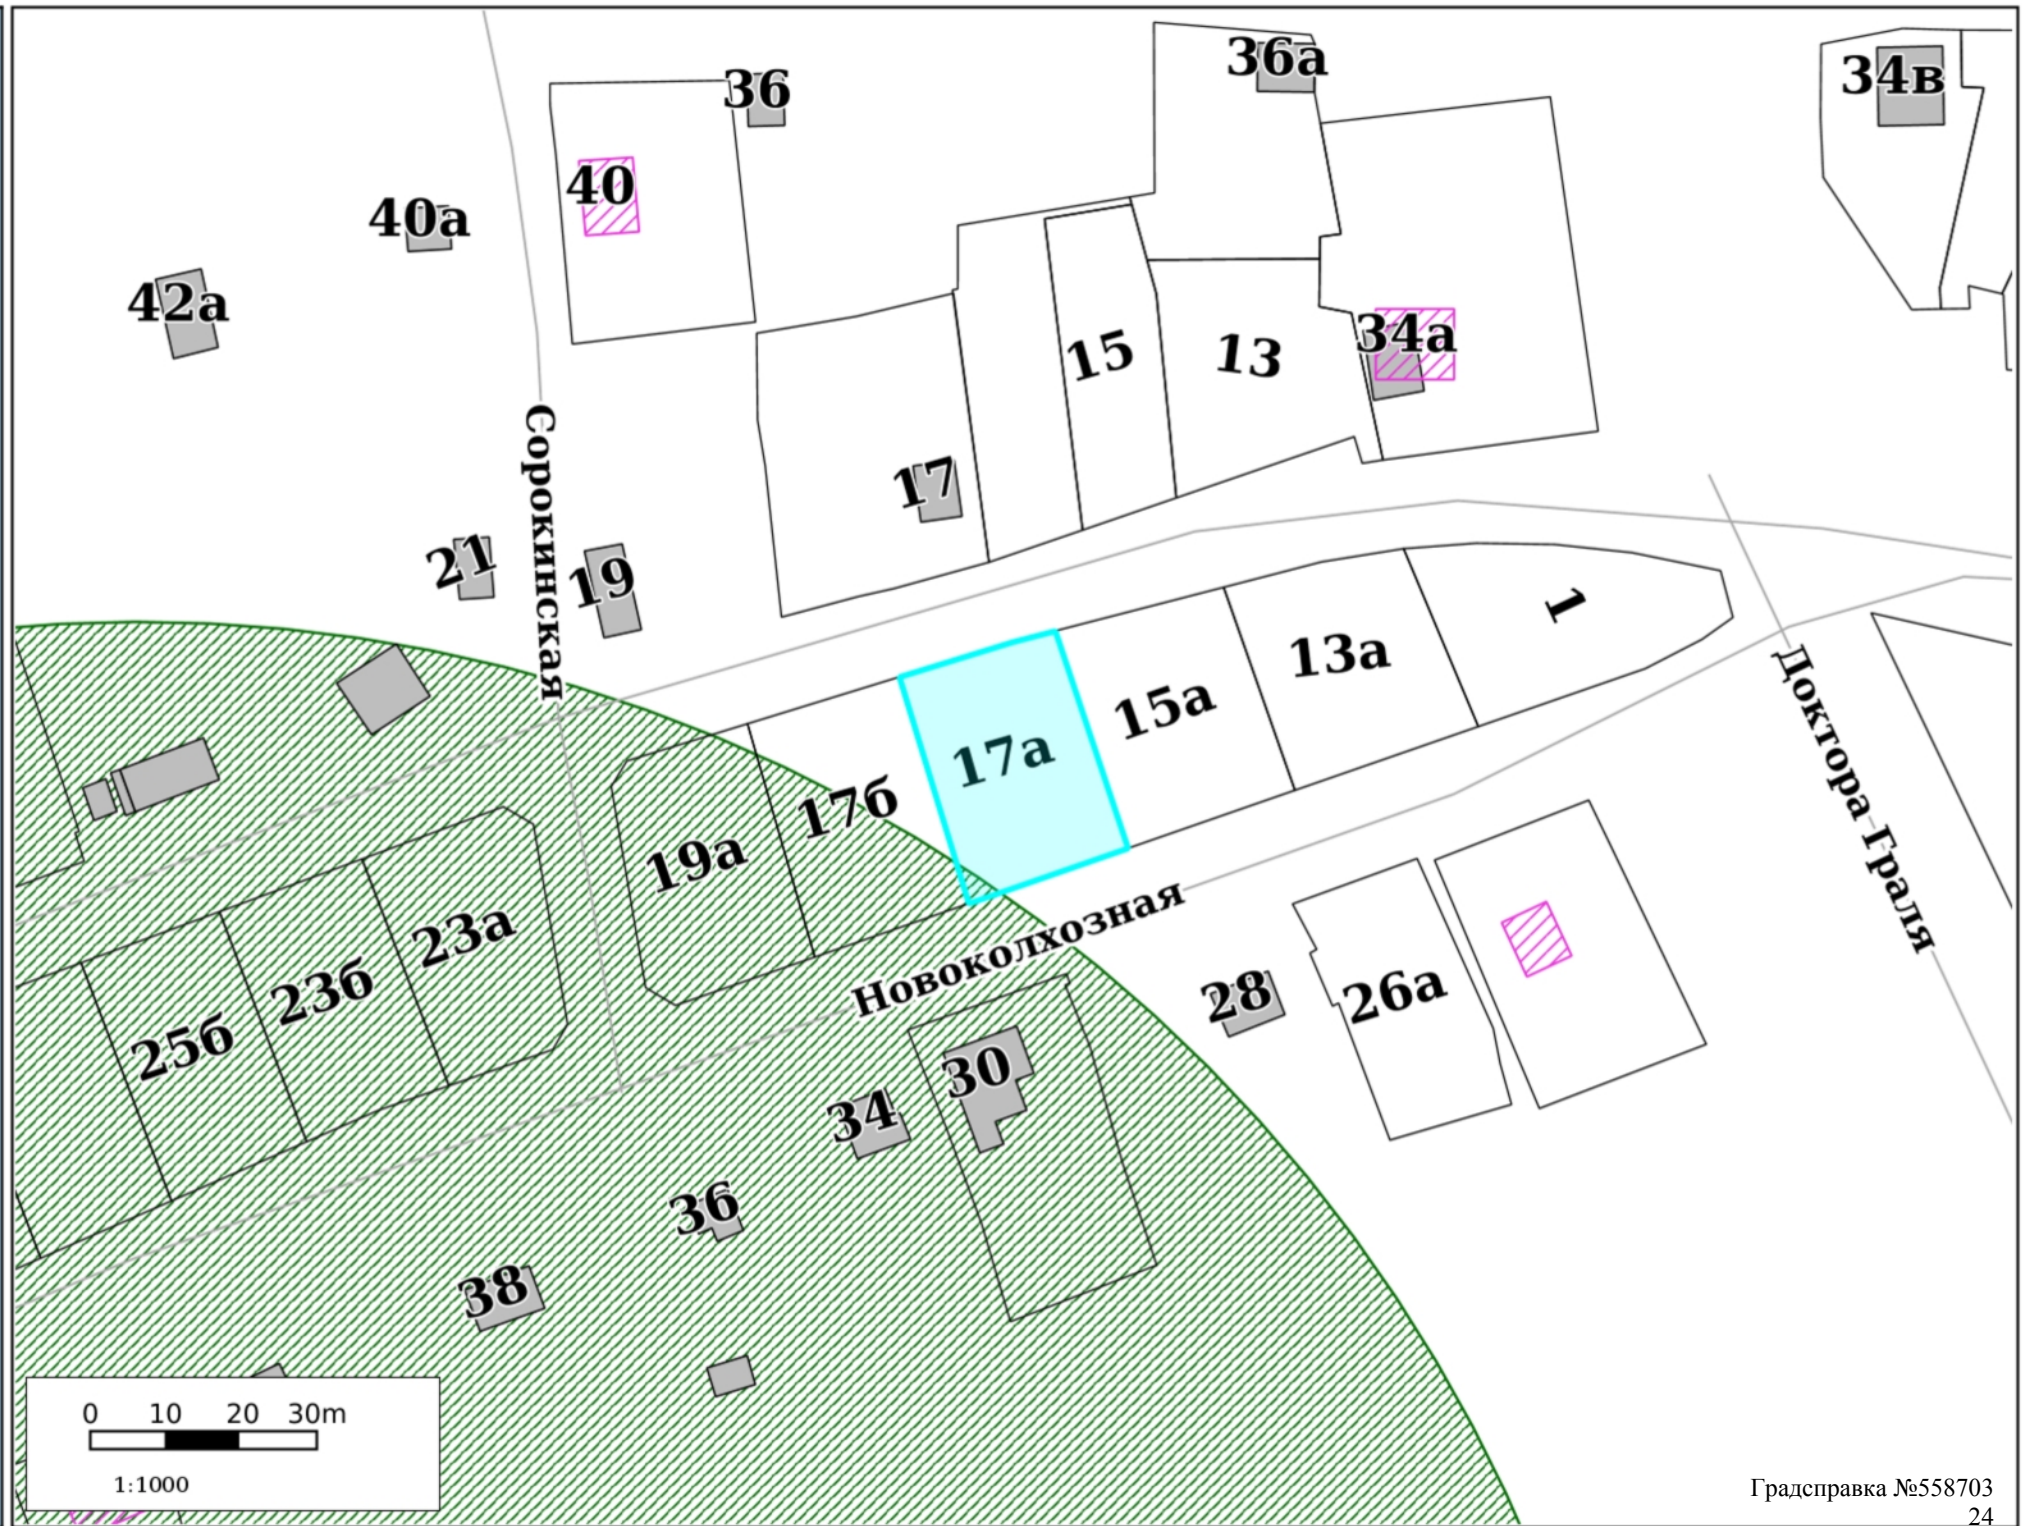 36а
34в
36
40
40а
42а
15
13
34а
17
Сорокинская
21
19
1
13а
15а
17а
17б
19а
Доктора Граля
23а
23б
25б
Новоколхозная
28
26а
30
34
36
38
0 10 20 30m
1:1000
Градсправка №558703
24